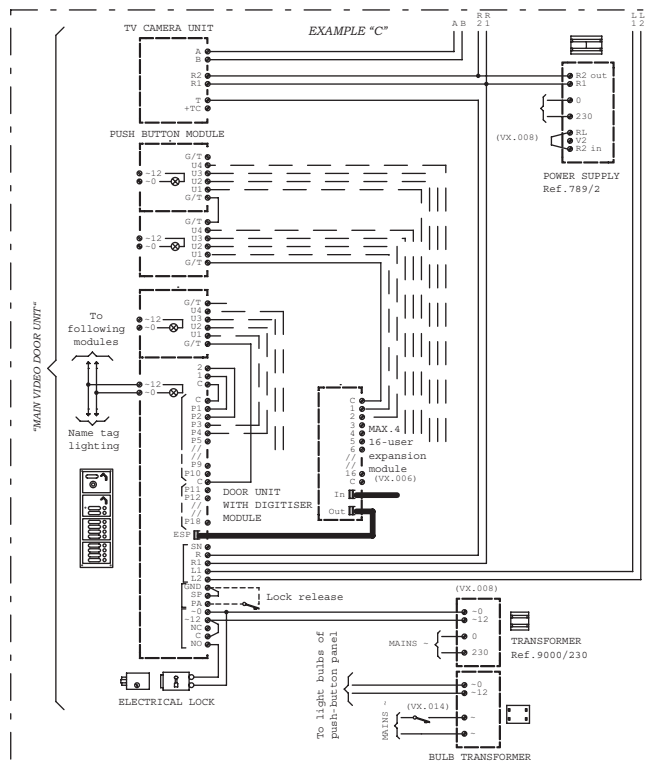 TV CAMERA UNIT
EXAMPLE "C"
A B
R R
2 1
L L
1 2
A
B
R2
R1
T
+TC
R2 out
R1
0
230
(VX.008)
RL
V2
R2 in
POWER SUPPLY
Ref.789/2
PUSH BUTTON MODULE
G/T
U4
U3
U2
U1
G/T
~12
~0
G/T
U4
U3
U2
U1
G/T
~12
~0
G/T
U4
U3
U2
U1
G/T
~12
~0
"MAIN VIDEO DOOR UNIT"
To
following
modules
Name tag
lighting
2
1
C
~12
~0
C
P1
P2
P3
P4
P5
//
//
P9
P10
C
P11
P12
//
//
P18
ESP
DOOR UNIT
WITH DIGITISER
MODULE
C
1
2
3
4
5
6
//
//
16
C
In
Out
MAX.4
16-user
expansion
module
(VX.006)
SN
R
R1
L1
L2
GND
SP
PA
~0
~12
NC
C
NO
Lock release
ELECTRICAL LOCK
(VX.008)
~0
~12
0
230
MAINS ~
TRANSFORMER
Ref.9000/230
To light bulbs of
push-button panel
~0
~12
(VX.014)
MAINS ~
~
~
BULB TRANSFORMER